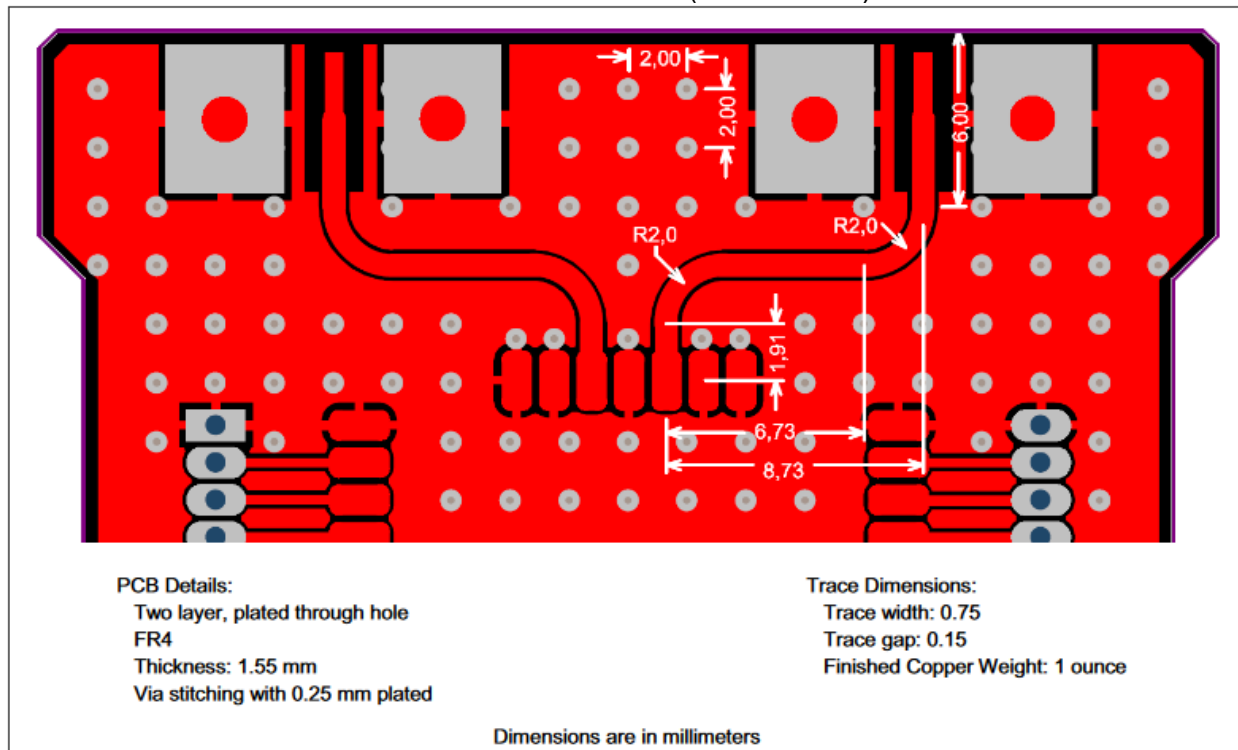 2,00
2,00
6,00
R2,0
R2,0
1,91
6,73
8,73
PCB Details:
Two layer, plated through hole
FR4
Thickness: 1.55 mm
Via stitching with 0.25 mm plated
Trace Dimensions:
Trace width: 0.75
Trace gap: 0.15
Finished Copper Weight: 1 ounce
Dimensions are in millimeters